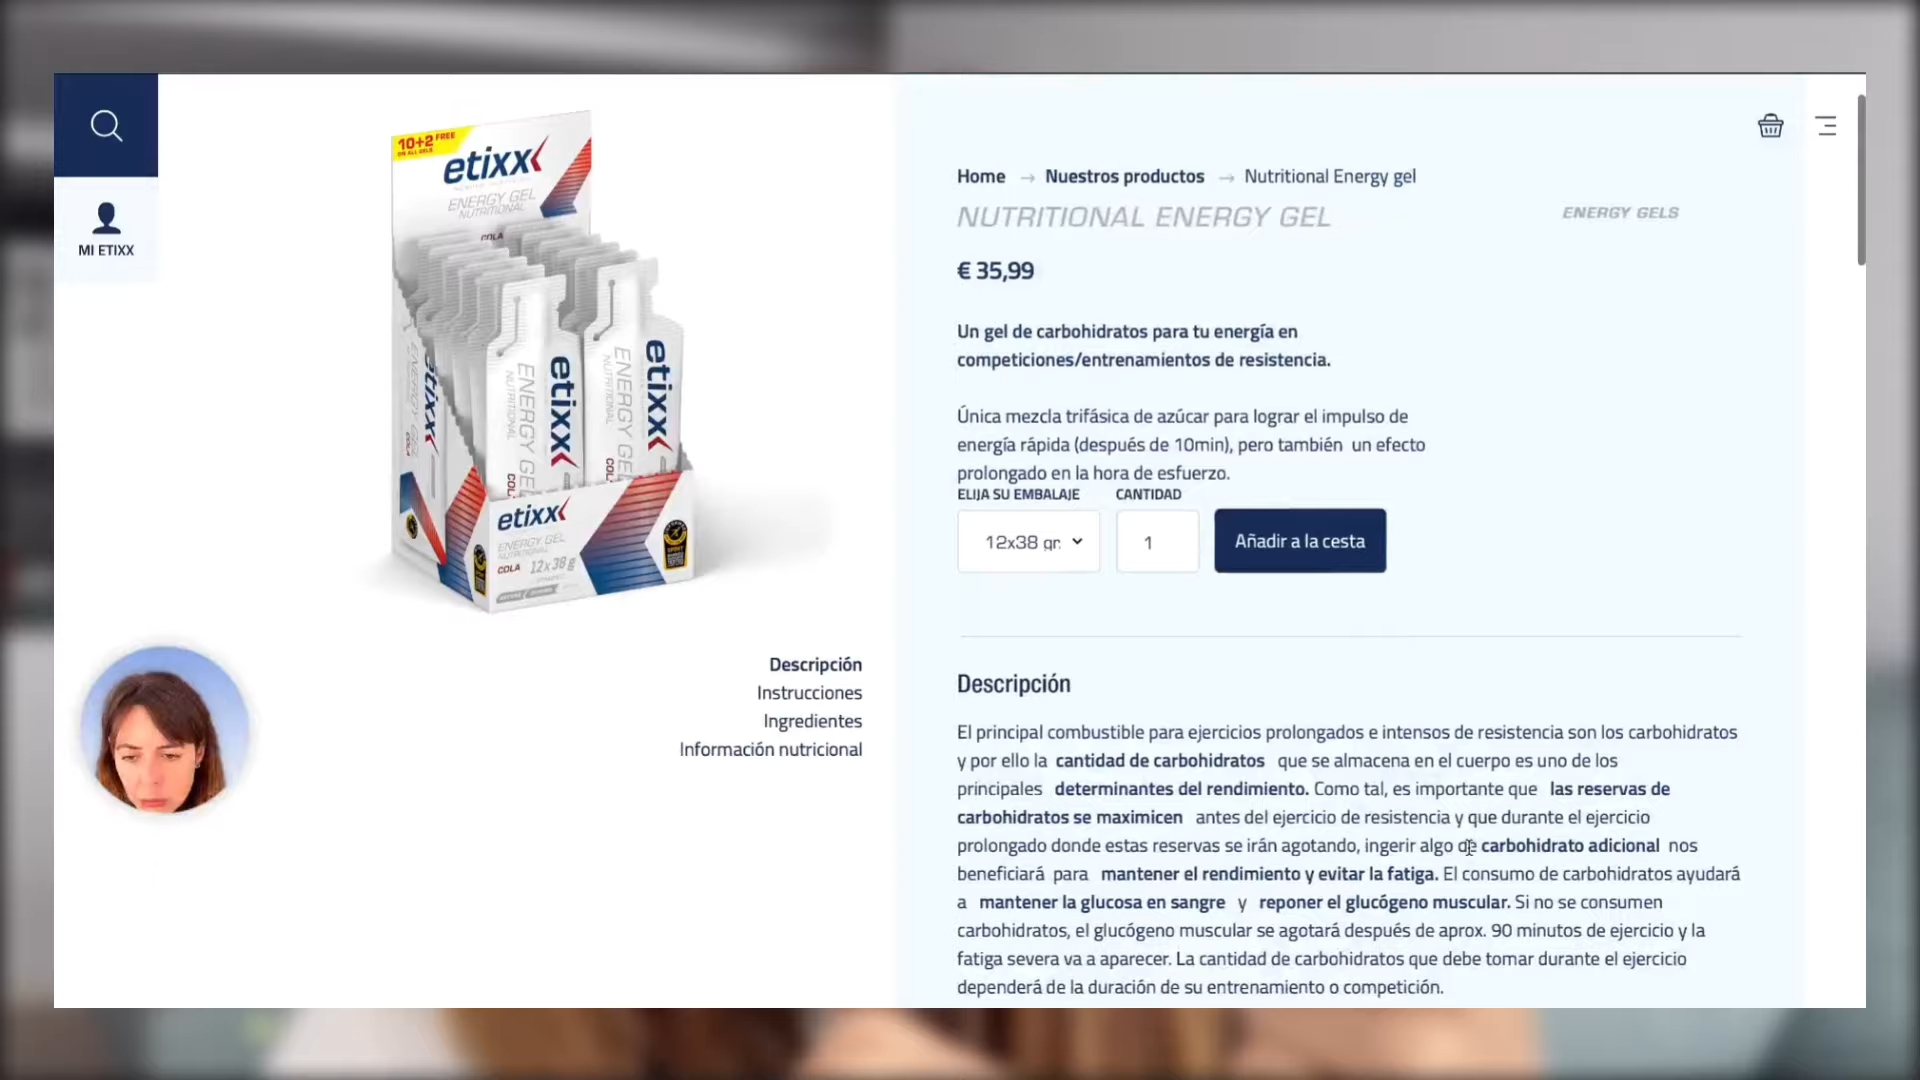 MI ETIXX
10+2 FREE
ON ALL GELS
etixx
ENERGY GEL
NUTRITIONAL
COLA
etixx
ENERGY GEL
NUTRITIONAL
etixx
ENERGY GEL
NUTRITIONAL
etixx
ENERGY GEL
NUTRITIONAL
COLA 12x38 g
Home → Nuestros productos → Nutritional Energy gel
NUTRITIONAL ENERGY GEL
ENERGY GELS
€ 35,99
Un gel de carbohidratos para tu energía en
competiciones/entrenamientos de resistencia.
Única mezcla trifásica de azúcar para lograr el impulso de
energía rápida (después de 10min), pero también un efecto
prolongado en la hora de esfuerzo.
ELIJA SU EMBALAJE CANTIDAD
12x38 gr. 1 Añadir a la cesta
Descripción
Instrucciones
Ingredientes
Información nutricional
Descripción
El principal combustible para ejercicios prolongados e intensos de resistencia son los carbohidratos
y por ello la cantidad de carbohidratos que se almacena en el cuerpo es uno de los
principales determinantes del rendimiento. Como tal, es importante que las reservas de
carbohidratos se maximicen antes del ejercicio de resistencia y que durante el ejercicio
prolongado donde estas reservas se irán agotando, ingerir algo de carbohidrato adicional nos
beneficiará para mantener el rendimiento y evitar la fatiga. El consumo de carbohidratos ayudará
a mantener la glucosa en sangre y reponer el glucógeno muscular. Si no se consumen
carbohidratos, el glucógeno muscular se agotará después de aprox. 90 minutos de ejercicio y la
fatiga severa va a aparecer. La cantidad de carbohidratos que debe tomar durante el ejercicio
dependerá de la duración de su entrenamiento o competición.